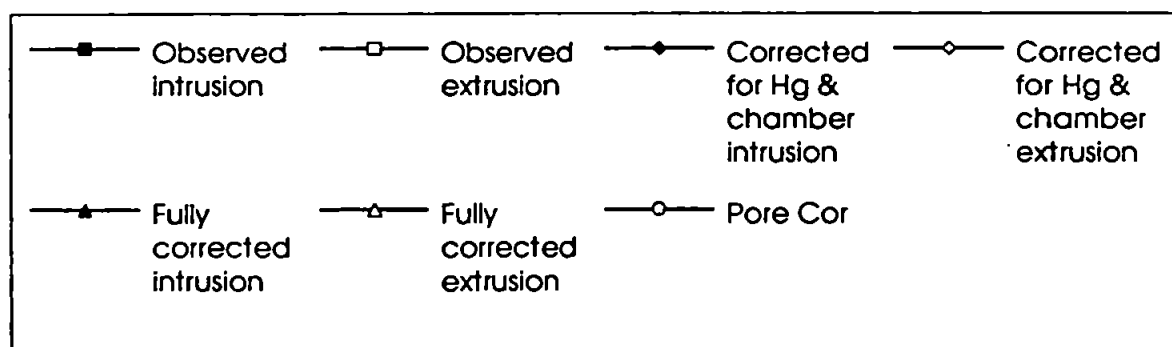 Observed
intrusion
Observed
extrusion
Corrected
for Hg &
chamber
intrusion
Corrected
for Hg &
chamber
extrusion
Fully
corrected
intrusion
Fully
corrected
extrusion
Pore Cor